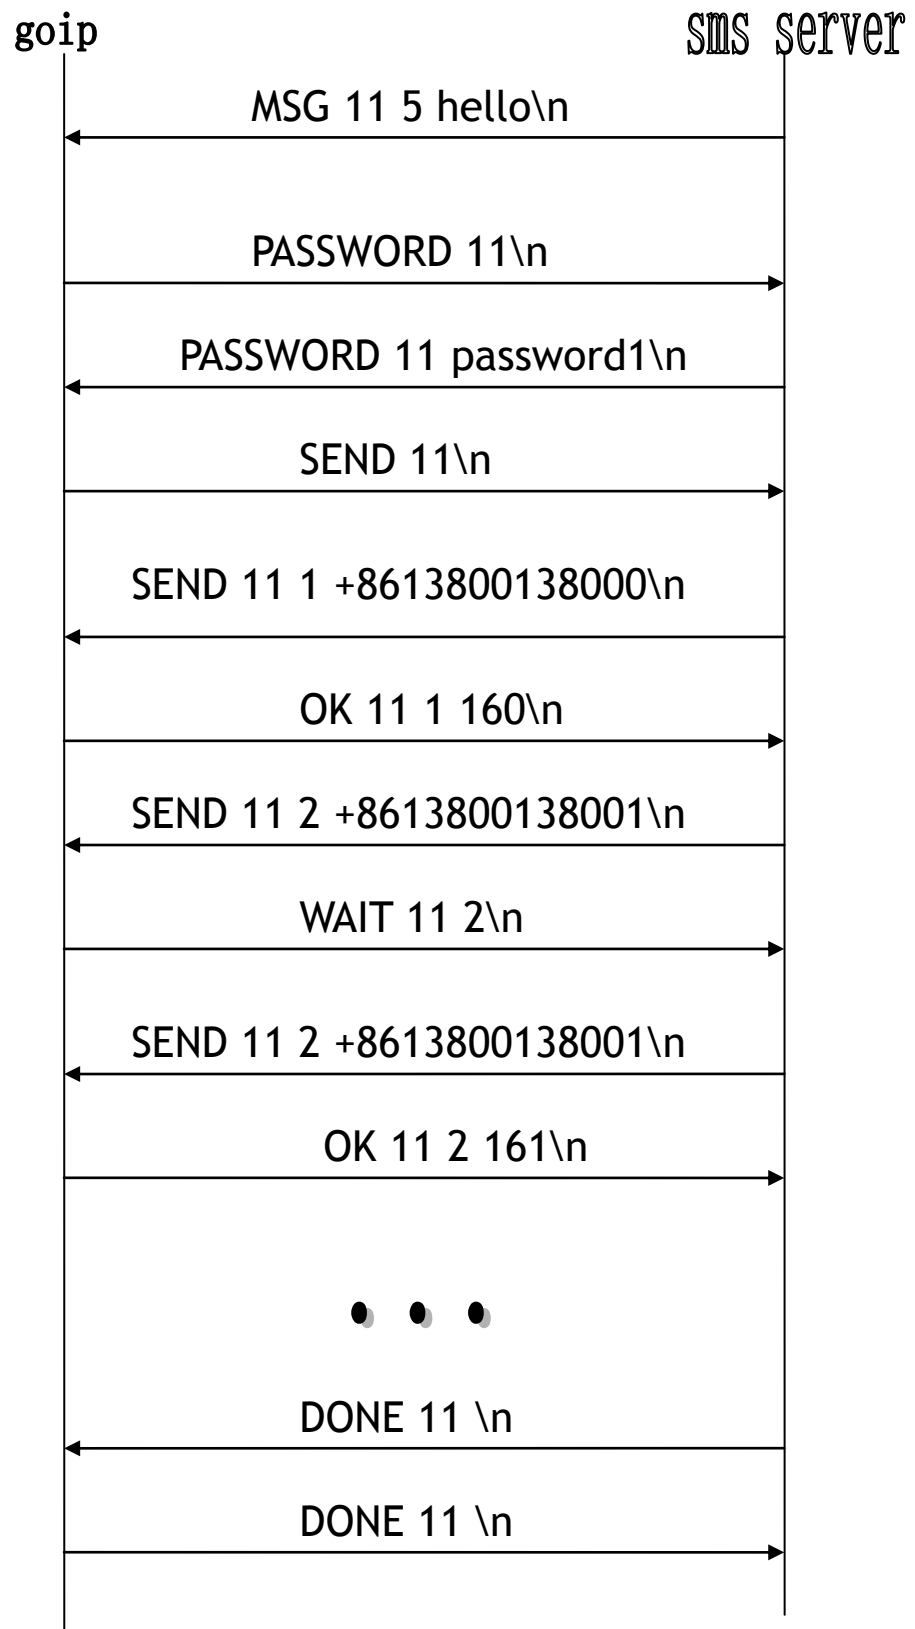 goip sms server
MSG 11 5 hello\n
PASSWORD 11\n
PASSWORD 11 password1\n
SEND 11\n
SEND 11 1 +8613800138000\n
OK 11 1 160\n
SEND 11 2 +8613800138001\n
WAIT 11 2\n
SEND 11 2 +8613800138001\n
OK 11 2 161\n
DONE 11 \n
DONE 11 \n